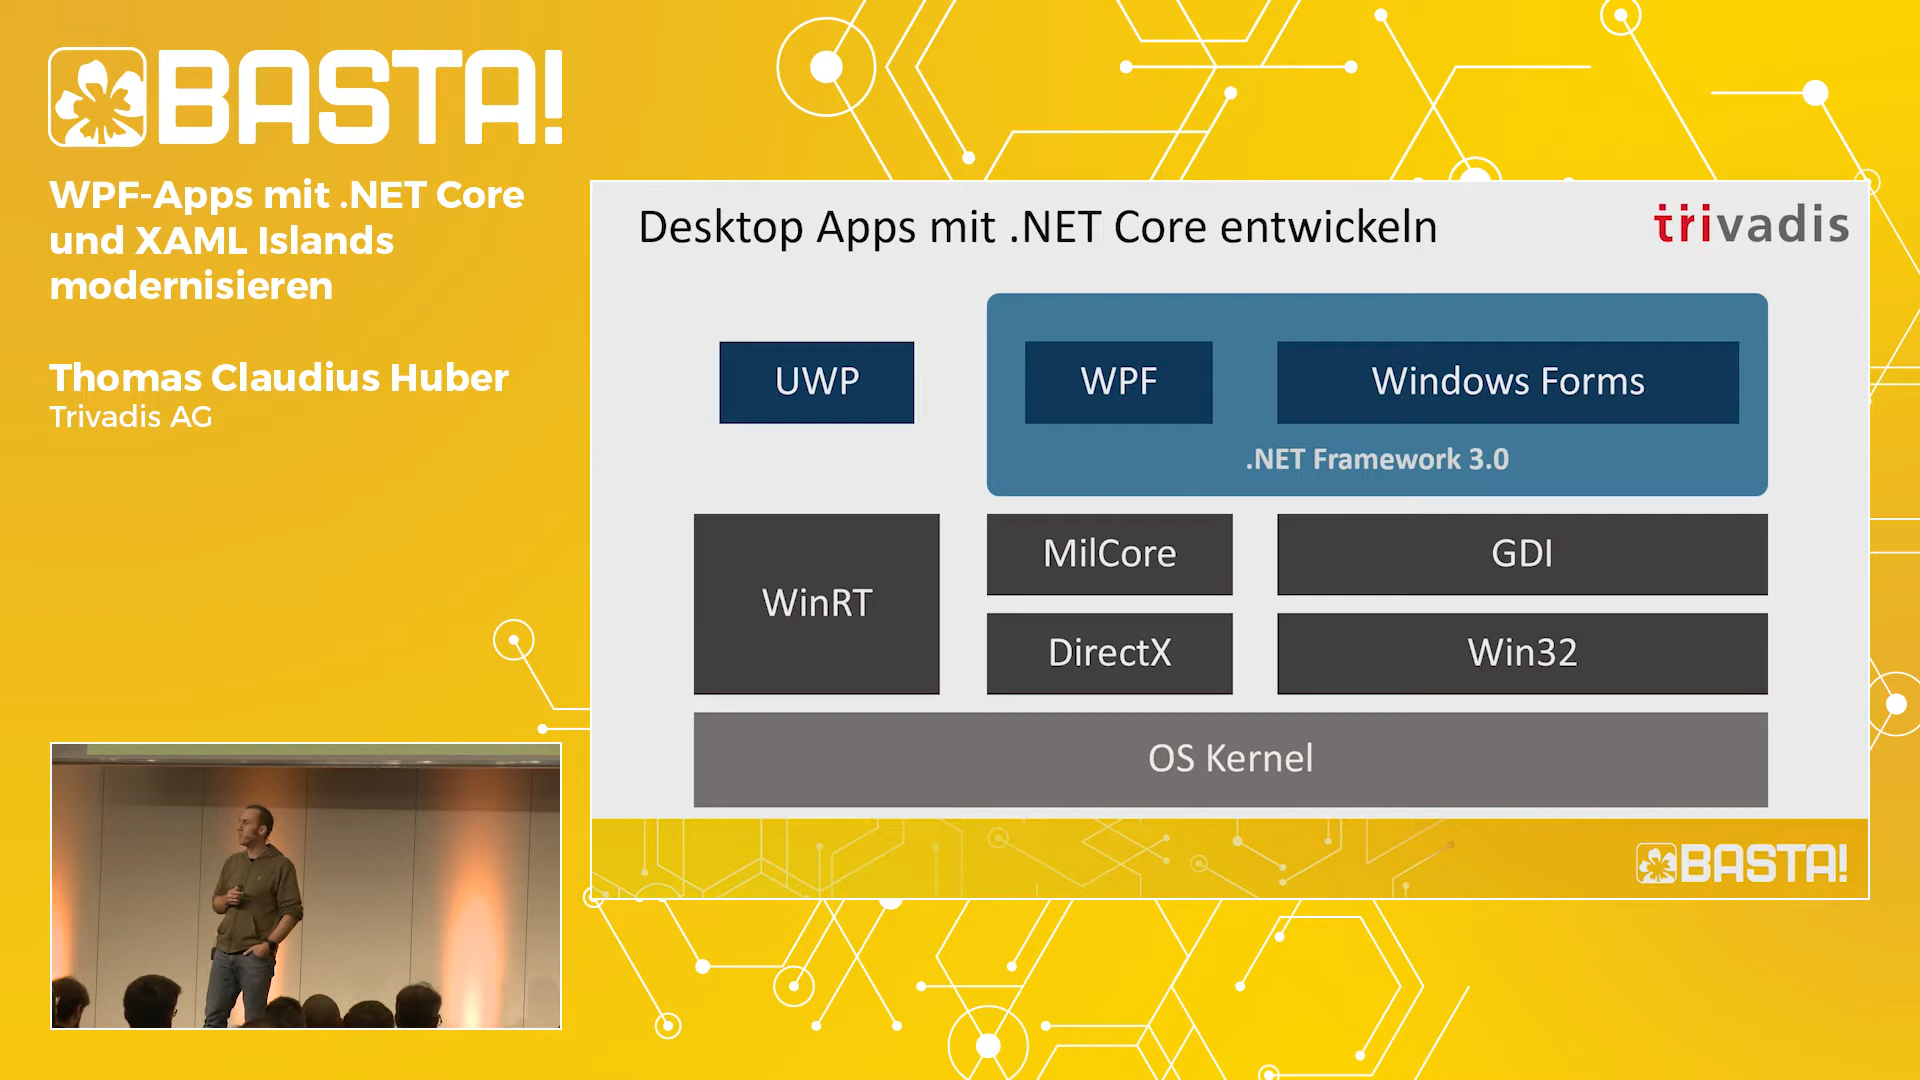 BASTA!
WPF-Apps mit .NET Core
und XAML Islands
modernisieren
Thomas Claudius Huber
Trivadis AG
Desktop Apps mit .NET Core entwickeln
trivadis
UWP
WPF
Windows Forms
.NET Framework 3.0
WinRT
MilCore
GDI
DirectX
Win32
OS Kernel
BASTA!